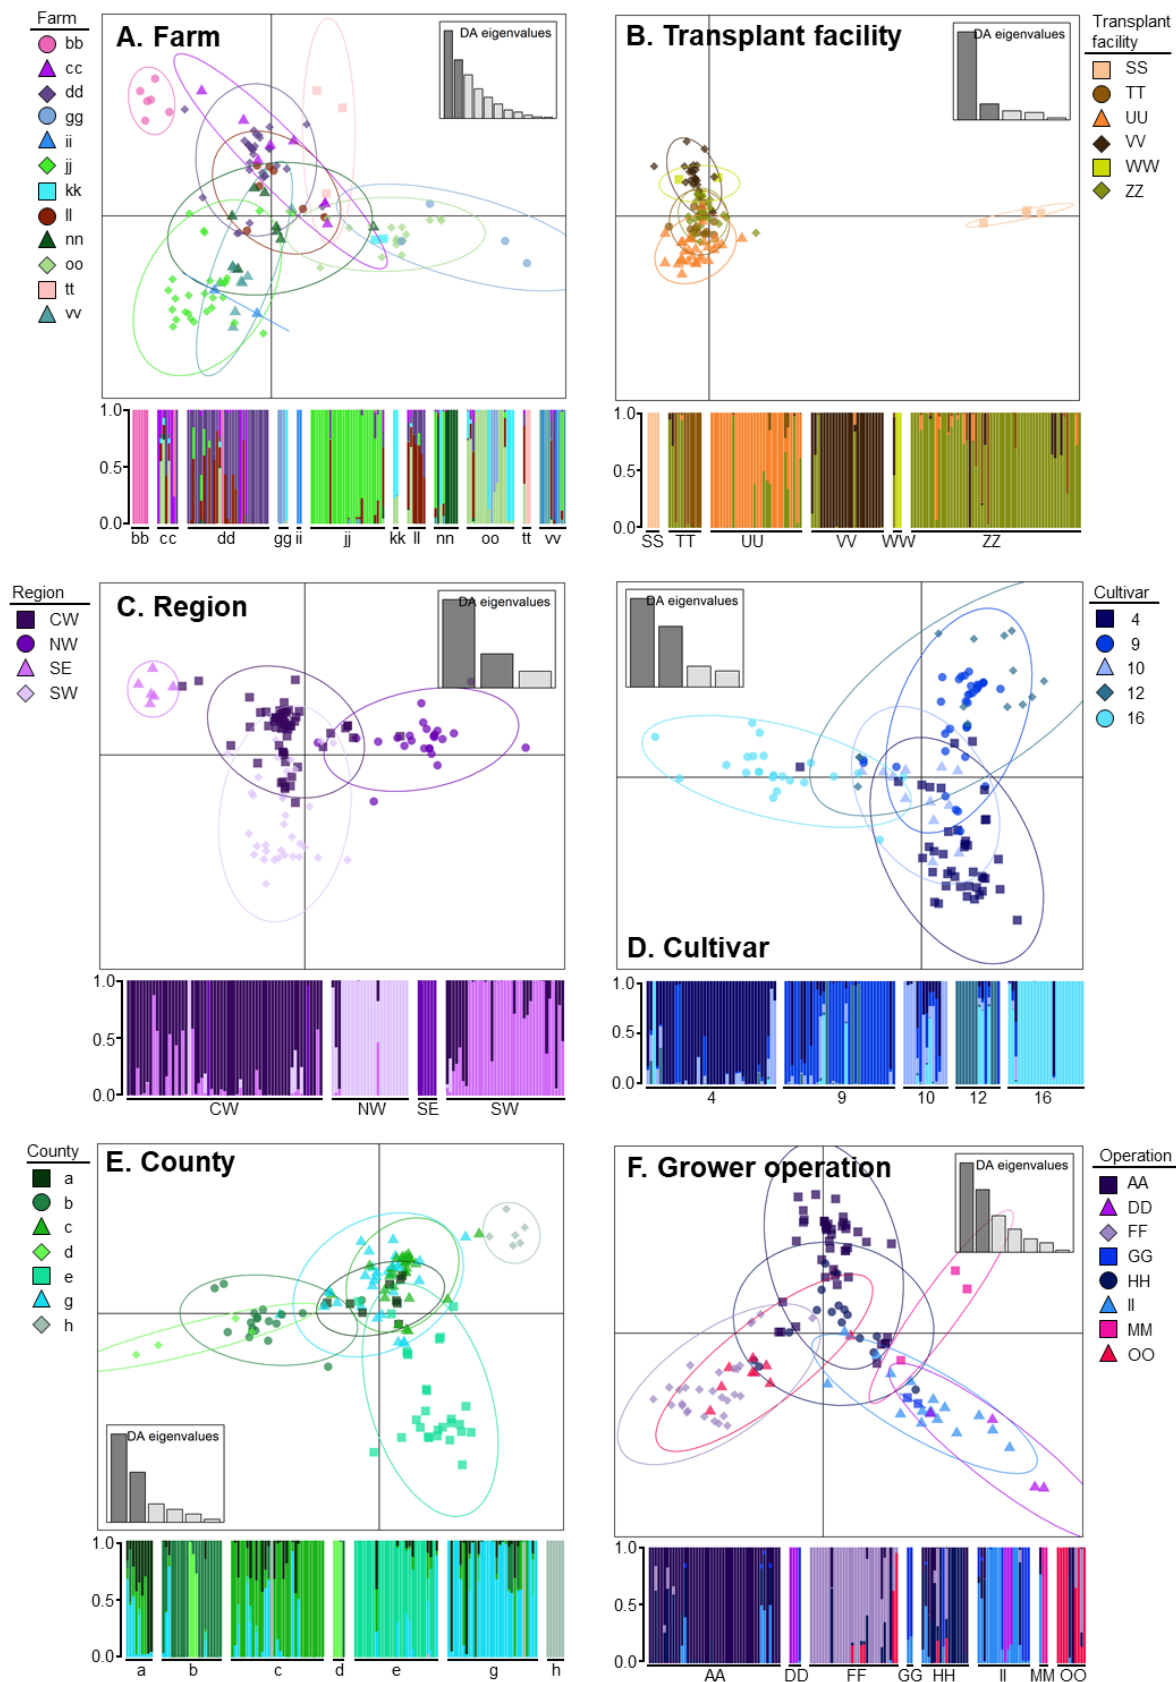 Farm
bb
cc
dd
gg
ii
jj
kk
ll
nn
oo
tt
vv
A. Farm
DA eigenvalues
1.0
0.5
0.0
bb cc dd gg ii jj kk ll nn oo tt vv
B. Transplant facility
DA eigenvalues
Transplant
facility
SS
TT
UU
VV
WW
ZZ
1.0
0.5
0.0
SS TT UU VV WW ZZ
Region
CW
NW
SE
SW
C. Region
DA eigenvalues
1.0
0.5
0.0
CW NW SE SW
DA eigenvalues
Cultivar
4
9
10
12
16
D. Cultivar
1.0
0.5
0.0
4 9 10 12 16
County
a
b
c
d
e
g
h
E. County
DA eigenvalues
1.0
0.5
0.0
a b c d e g h
F. Grower operation
DA eigenvalues
Operation
AA
DD
FF
GG
HH
II
MM
OO
1.0
0.5
0.0
AA DD FF GG HH II MM OO